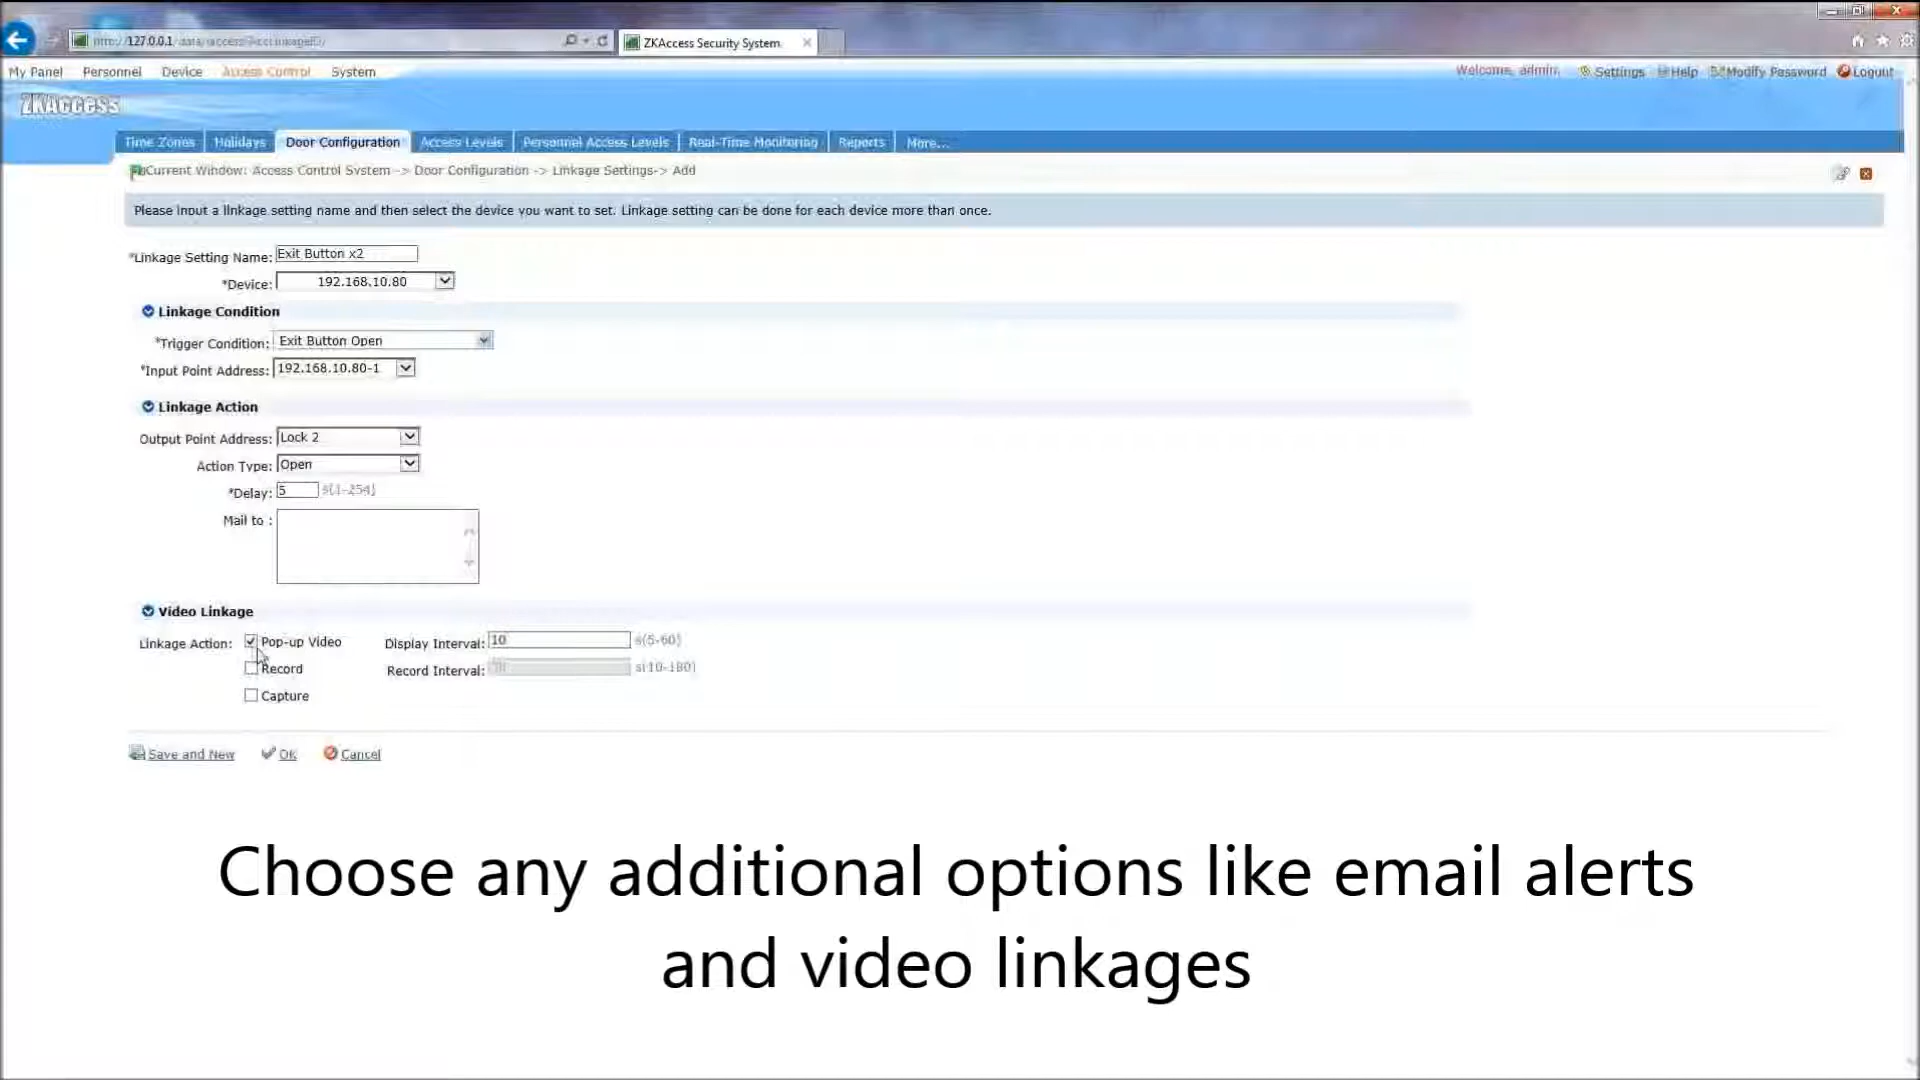 127.0.0.1
ZKAccess Security System
My Panel Personnel Device Access Control System
Welcome, admin. Settings Help Modify Password Logout
ZKAccess
Time Zones Holidays Door Configuration Access Levels Personnel Access Levels Real-Time Monitoring Reports More...
Current Window: Access Control System -> Door Configuration -> Linkage Settings-> Add
Please input a linkage setting name and then select the device you want to set. Linkage setting can be done for each device more than once.
*Linkage Setting Name: Exit Button x2
*Device: 192.168.10.80
Linkage Condition
*Trigger Condition: Exit Button Open
*Input Point Address: 192.168.10.80-1
Linkage Action
Output Point Address: Lock 2
Action Type: Open
*Delay: 5 s(1-254)
Mail to :
Video Linkage
Linkage Action: Pop-up Video Display Interval: 10 s(5-60)
Record Record Interval: s(10-180)
Capture
Save and New OK Cancel
Choose any additional options like email alerts
and video linkages